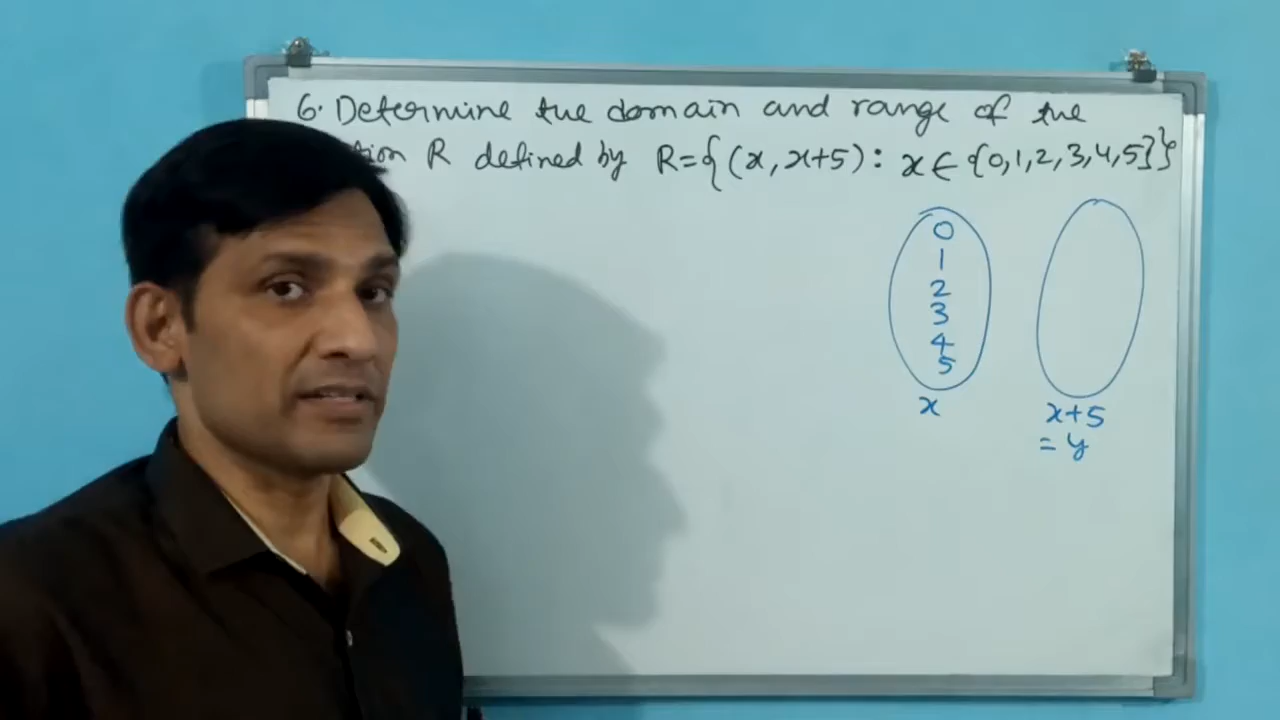 6. Determine the domain and range of the
tion R defined by R={(x, x+5): x∈{0,1,2,3,4,5}}
0
1
2
3
4
5
x
x+5
=y